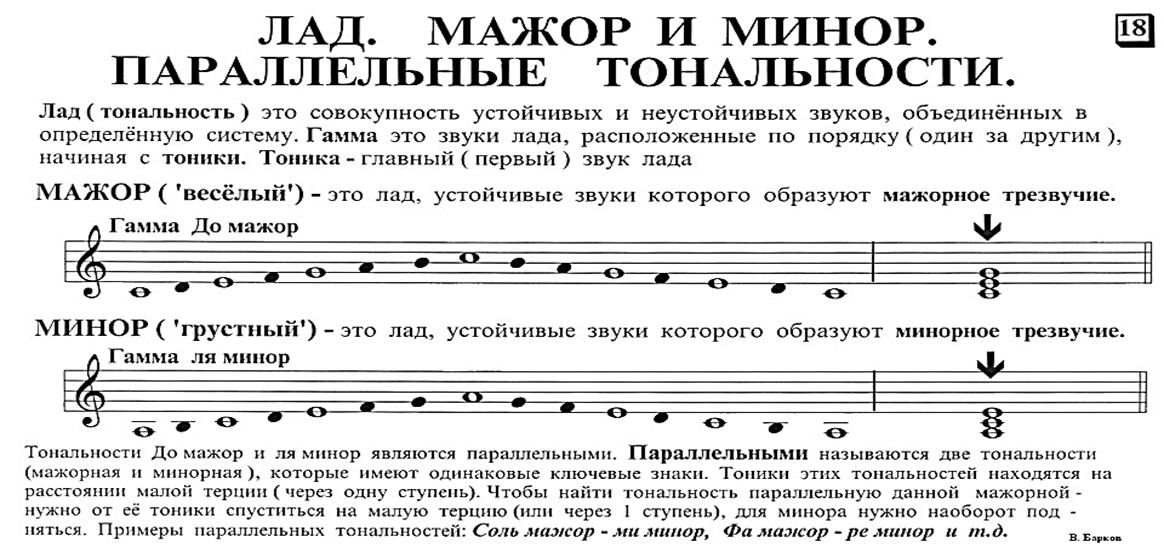 ЛАД. МАЖОР И МИНОР.
18
ПАРАЛЛЕЛЬНЫЕ ТОНАЛЬНОСТИ.
Лад ( тональность ) это совокупность устойчивых и неустойчивых звуков, объединённых в
определённую систему. Гамма это звуки лада, расположенные по порядку ( один за другим ),
начиная с тоники. Тоника - главный ( первый ) звук лада
МАЖОР ( 'весёлый') - это лад, устойчивые звуки которого образуют мажорное трезвучие.
Гамма До мажор
МИНОР ( 'грустный') - это лад, устойчивые звуки которого образуют минорное трезвучие.
Гамма ля минор
Тональности До мажор и ля минор являются параллельными. Параллельными называются две тональности
(мажорная и минорная ), которые имеют одинаковые ключевые знаки. Тоники этих тональностей находятся на
расстоянии малой терции ( через одну ступень). Чтобы найти тональность параллельную данной мажорной -
нужно от её тоники спуститься на малую терцию (или через 1 ступень), для минора нужно наоборот под -
няться. Примеры параллельных тональностей: Соль мажор - ми минор, Фа мажор - ре минор и т.д.
В. Барков